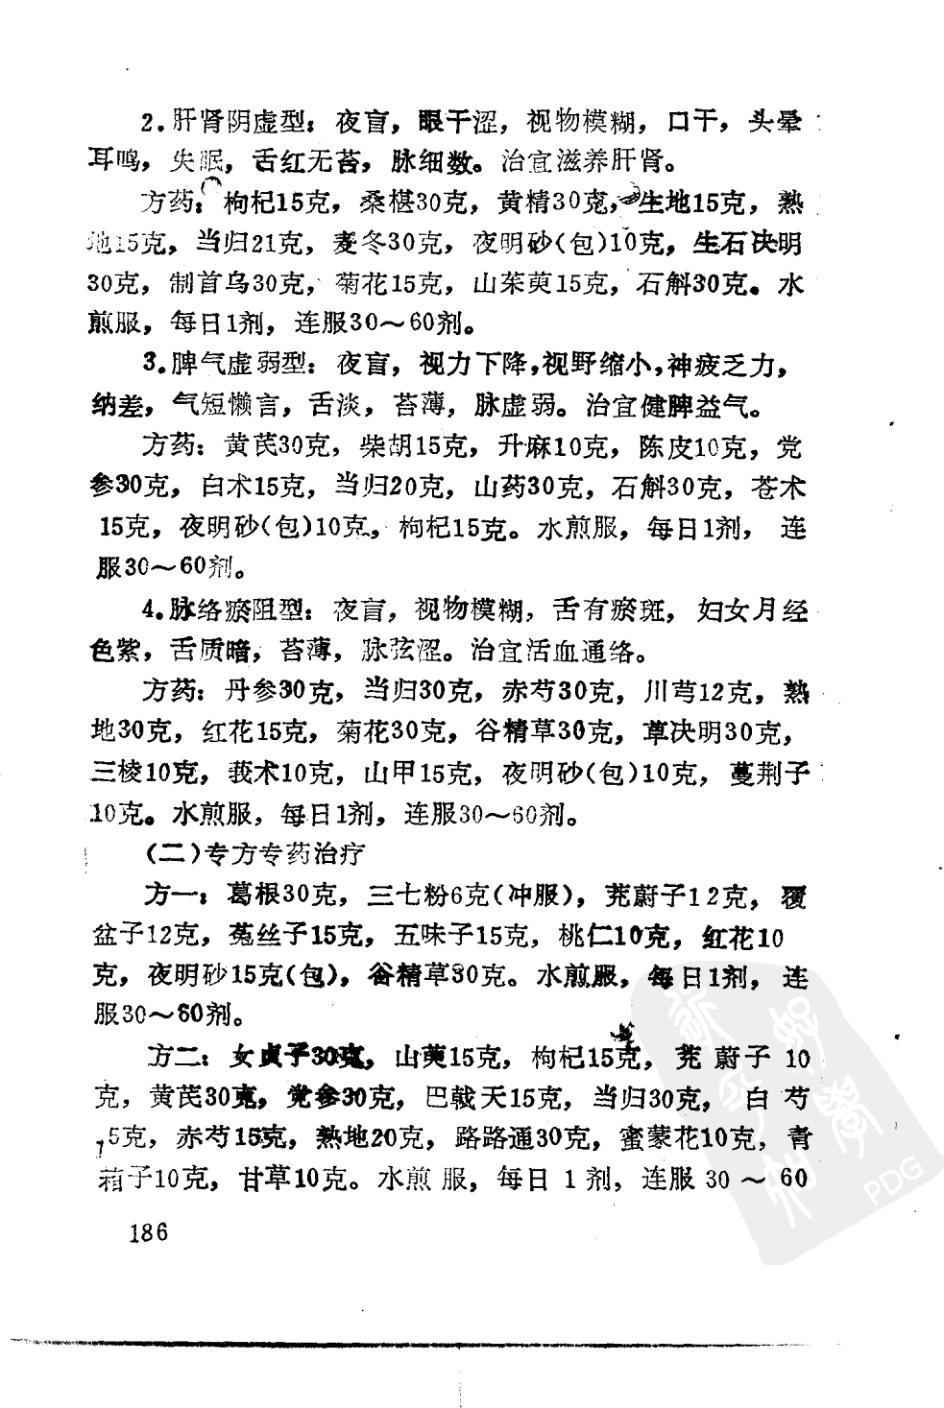 2.肝肾阴虚型：夜盲，眼干涩，视物模糊，口干，头晕
耳鸣，失眠，舌红无苔，脉细数。治宜滋养肝肾。
方药：枸杞15克，桑椹30克，黄精30克，生地15克，熟
地15克，当归21克，麦冬30克，夜明砂(包)10克，生石决明
30克，制首乌30克，菊花15克，山茱萸15克，石斛30克。水
煎服，每日1剂，连服30～60剂。
3.脾气虚弱型：夜盲，视力下降，视野缩小，神疲乏力，
纳差，气短懒言，舌淡，苔薄，脉虚弱。治宜健脾益气。
方药：黄芪30克，柴胡15克，升麻10克，陈皮10克，党
参30克，白术15克，当归20克，山药30克，石斛30克，苍术
15克，夜明砂(包)10克，枸杞15克。水煎服，每日1剂，连
服30～60剂。
4.脉络瘀阻型：夜盲，视物模糊，舌有瘀斑，妇女月经
色紫，舌质暗，苔薄，脉弦涩。治宜活血通络。
方药：丹参30克，当归30克，赤芍30克，川芎12克，熟
地30克，红花15克，菊花30克，谷精草30克，草决明30克，
三棱10克，莪术10克，山甲15克，夜明砂(包)10克，蔓荆子
10克。水煎服，每日1剂，连服30～60剂。
(二)专方专药治疗
方一：葛根30克，三七粉6克(冲服)，茺蔚子12克，覆
盆子12克，菟丝子15克，五味子15克，桃仁10克，红花10
克，夜明砂15克(包)，谷精草30克。水煎服，每日1剂，连
服30～60剂。
方二：女贞子30克，山萸15克，枸杞15克，茺蔚子10
克，黄芪30克，党参30克，巴戟天15克，当归30克，白芍
15克，赤芍15克，熟地20克，路路通30克，蜜蒙花10克，青
葙子10克，甘草10克。水煎服，每日1剂，连服30～60
186
PDG